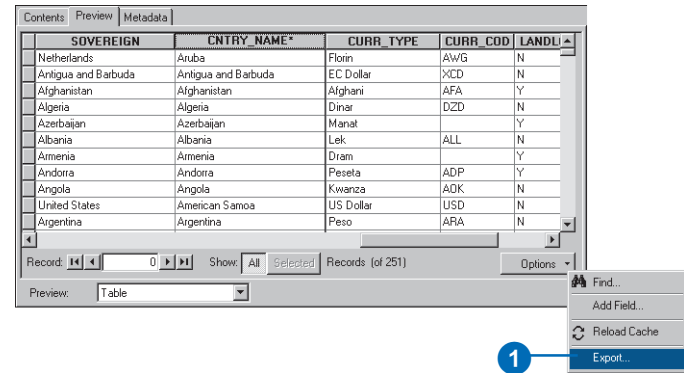 Contents Preview Metadata
SOVEREIGN CNTRY_NAME* CURR_TYPE CURR_COD LANDL
Netherlands Aruba Florin AWG N
Antigua and Barbuda Antigua and Barbuda EC Dollar XCD N
Afghanistan Afghanistan Afghani AFA Y
Algeria Algeria Dinar DZD N
Azerbaijan Azerbaijan Manat Y
Albania Albania Lek ALL N
Armenia Armenia Dram Y
Andorra Andorra Peseta ADP Y
Angola Angola Kwanza AOK N
United States American Samoa US Dollar USD N
Argentina Argentina Peso ARA N
Record: 0 Show: All Selected Records (of 251) Options
Preview: Table
Find...
Add Field...
Reload Cache
1 Export...